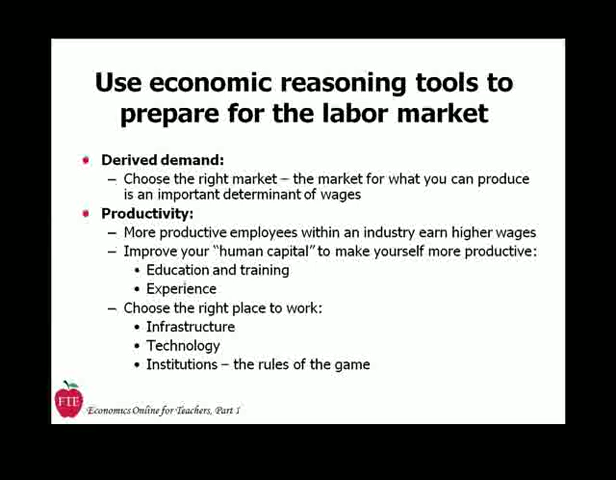 Use economic reasoning tools to
prepare for the labor market
Derived demand:
– Choose the right market – the market for what you can produce
is an important determinant of wages
Productivity:
– More productive employees within an industry earn higher wages
– Improve your “human capital” to make yourself more productive:
• Education and training
• Experience
– Choose the right place to work:
• Infrastructure
• Technology
• Institutions – the rules of the game
FTE
Economics Online for Teachers, Part 1